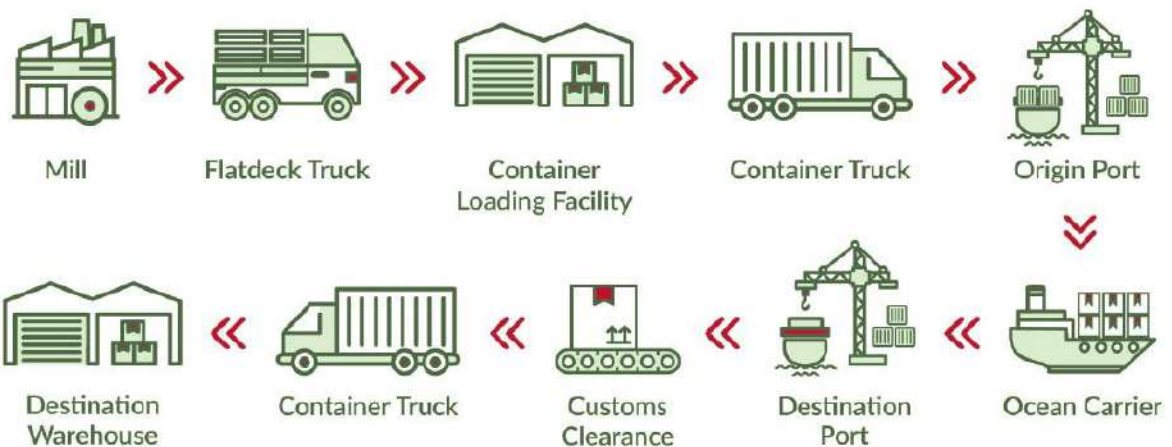 Mill
Flatdeck Truck
Container
Loading Facility
Container Truck
Origin Port
Ocean Carrier
Destination
Port
Customs
Clearance
Container Truck
Destination
Warehouse